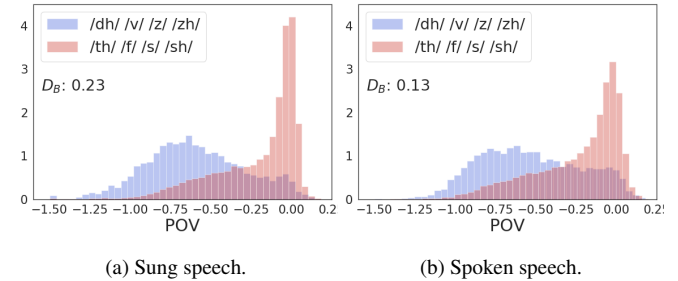 /dh/ /v/ /z/ /zh/
/th/ /f/ /s/ /sh/
D_B: 0.23
4
3
2
1
0
−1.50 −1.25 −1.00 −0.75 −0.50 −0.25 0.00 0.2
POV
(a) Sung speech.
/dh/ /v/ /z/ /zh/
/th/ /f/ /s/ /sh/
D_B: 0.13
4
3
2
1
0
−1.50 −1.25 −1.00 −0.75 −0.50 −0.25 0.00 0.25
POV
(b) Spoken speech.